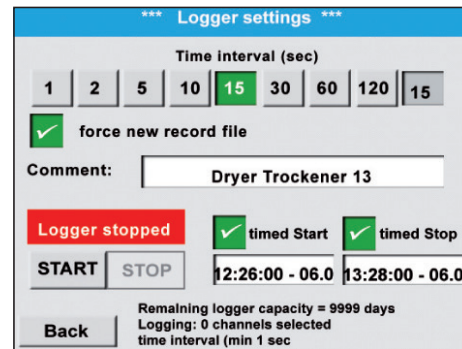 *** Logger settings ***
Time interval (sec)
1 2 5 10 15 30 60 120 15
force new record file
Comment: Dryer Trockener 13
Logger stopped timed Start timed Stop
START STOP 12:26:00 - 06.0 13:28:00 - 06.0
Remaining logger capacity = 9999 days
Logging: 0 channels selected
time interval (min 1 sec
Back